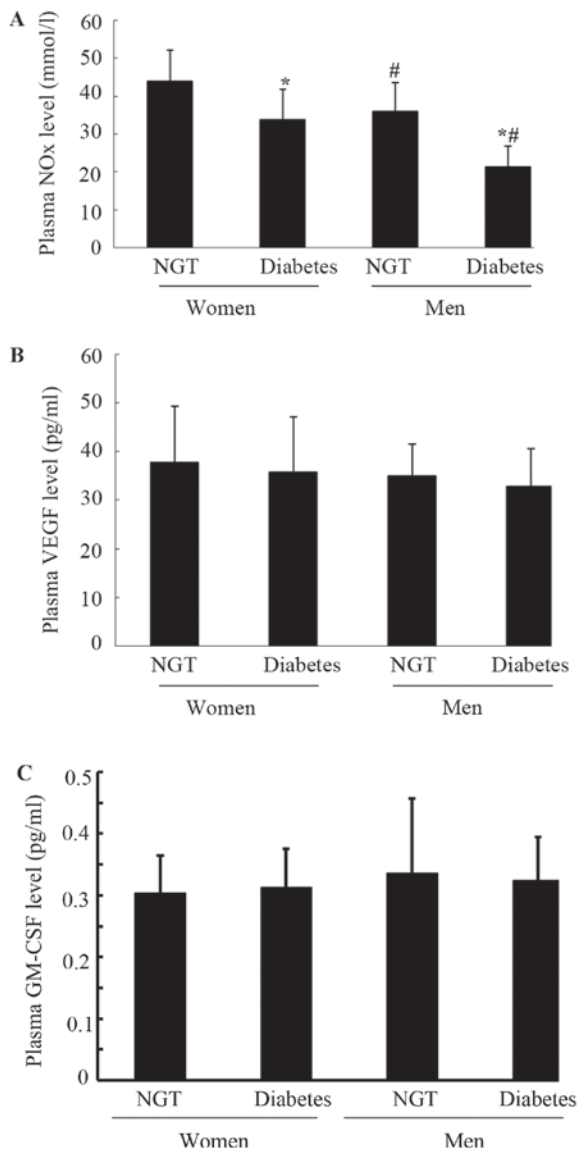 A
Plasma NOx level (mmol/l)
60
50
40
30
20
10
0
*
#
*#
NGT Diabetes NGT Diabetes
Women Men
B
Plasma VEGF level (pg/ml)
60
50
40
30
20
10
0
NGT Diabetes NGT Diabetes
Women Men
C
Plasma GM-CSF level (pg/ml)
0.5
0.4
0.3
0.2
0.1
0
NGT Diabetes NGT Diabetes
Women Men